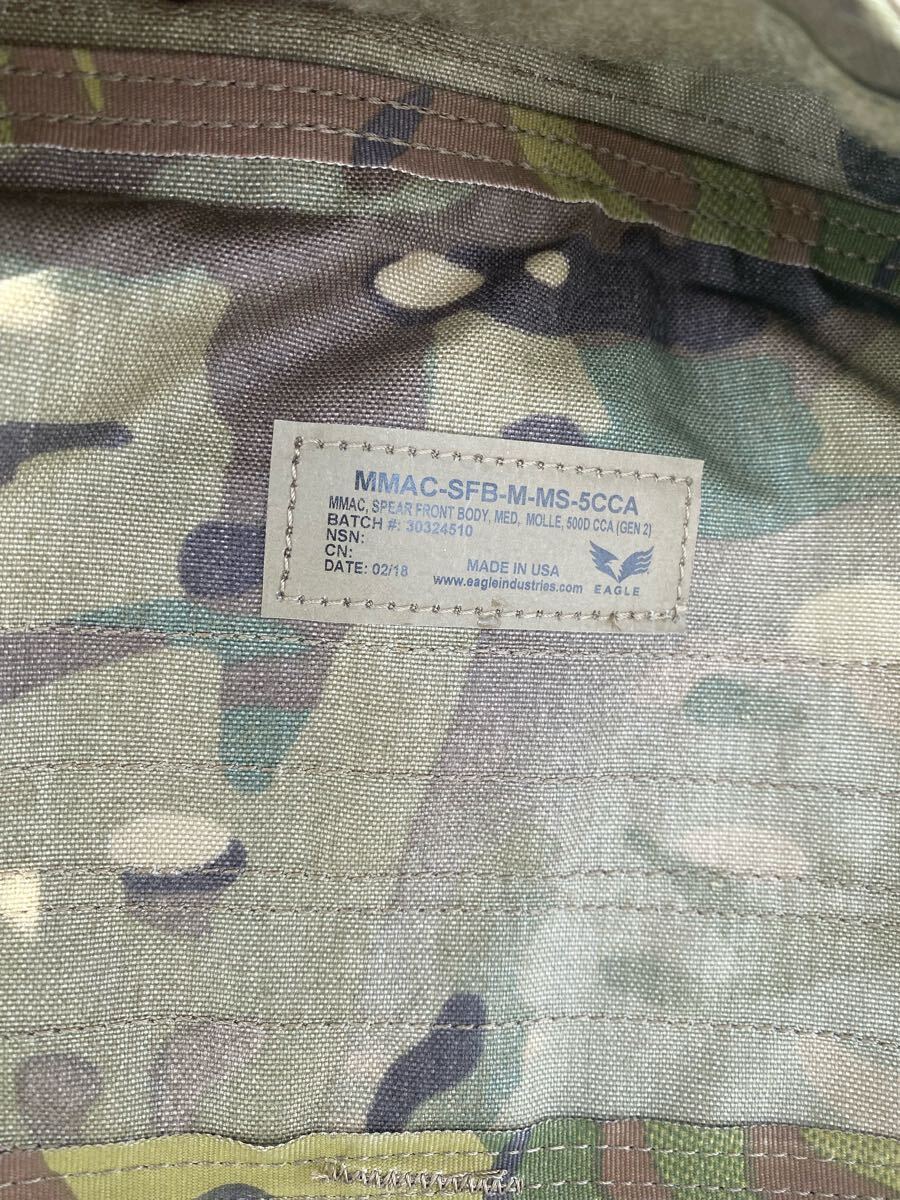 MMAC-SFB-M-MS-5CCA
MMAC, SPEAR FRONT BODY, MED, MOLLE, 500D CCA (GEN 2)
BATCH #: 30324510
NSN:
CN:
DATE: 02/18
MADE IN USA
www.eagleindustries.com
EAGLE